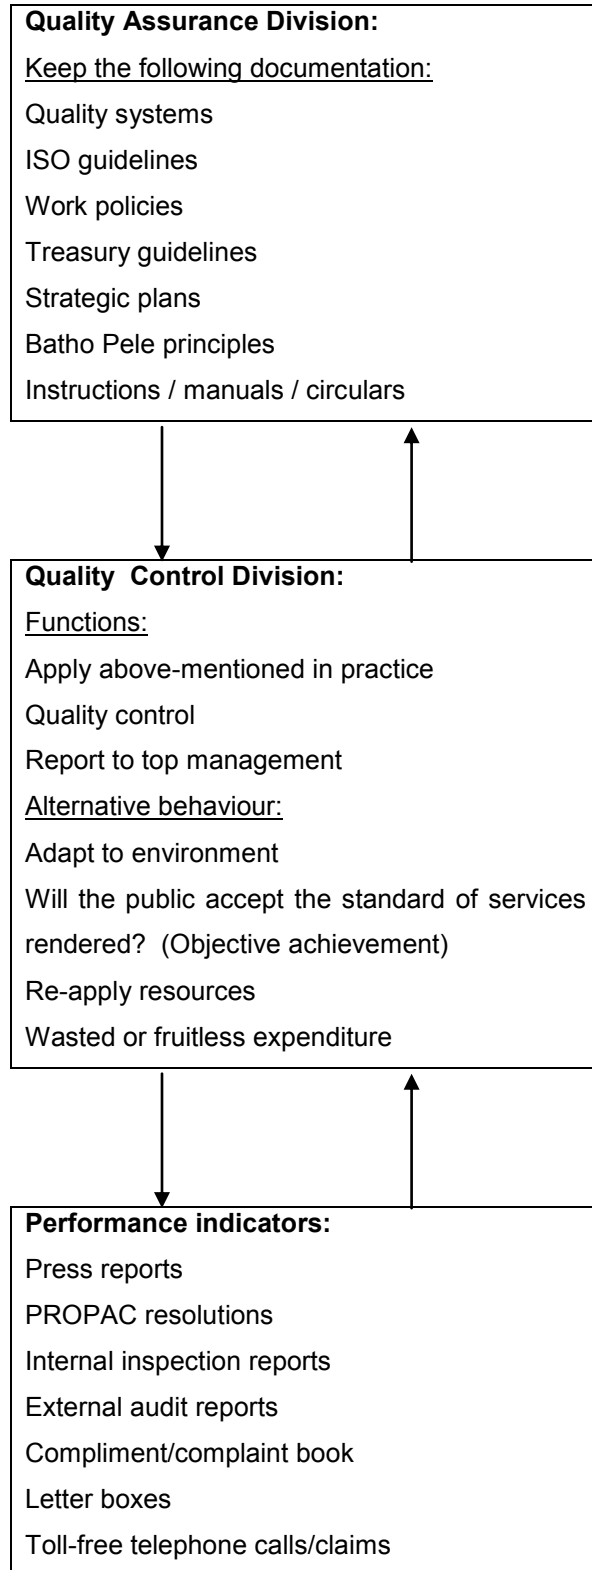 Quality Assurance Division:
Keep the following documentation:
Quality systems
ISO guidelines
Work policies
Treasury guidelines
Strategic plans
Batho Pele principles
Instructions / manuals / circulars
Quality Control Division:
Functions:
Apply above-mentioned in practice
Quality control
Report to top management
Alternative behaviour:
Adapt to environment
Will the public accept the standard of services
rendered? (Objective achievement)
Re-apply resources
Wasted or fruitless expenditure
Performance indicators:
Press reports
PROPAC resolutions
Internal inspection reports
External audit reports
Compliment/complaint book
Letter boxes
Toll-free telephone calls/claims